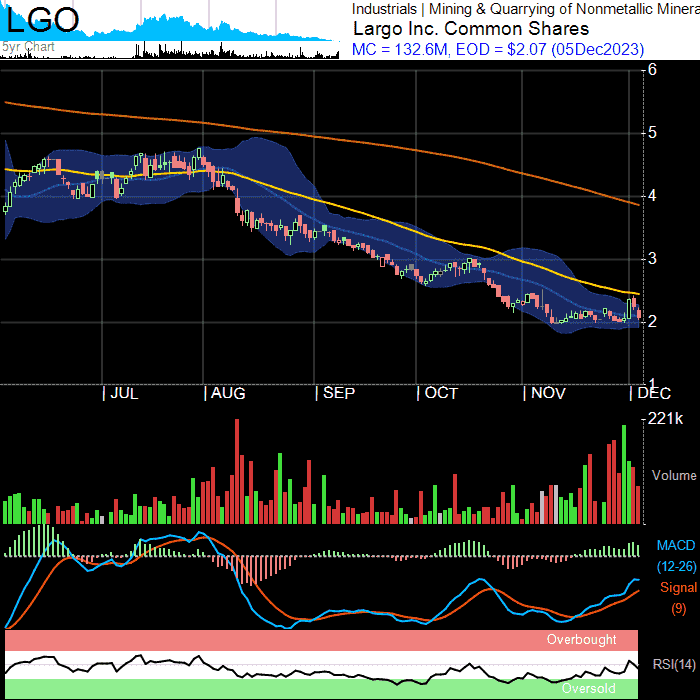 LGO
5yr Chart
Industrials | Mining & Quarrying of Nonmetallic Minera
Largo Inc. Common Shares
MC = 132.6M, EOD = $2.07 (05Dec2023)
6
5
4
3
2
1
| JUL | AUG | SEP | OCT | NOV | DEC
221k
Volume
MACD
(12-26)
Signal
(9)
Overbought
RSI(14)
Oversold